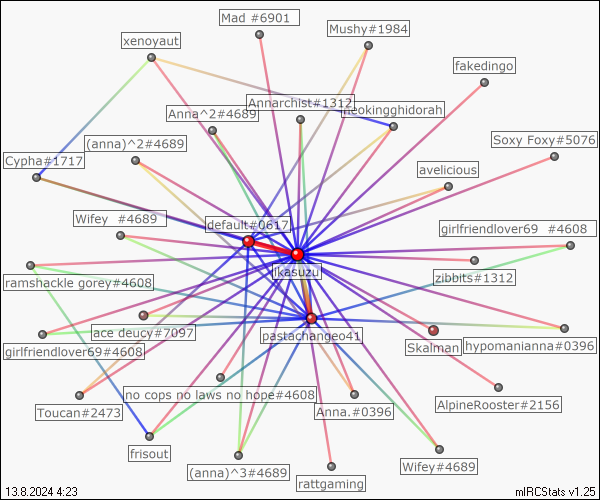 Mad #6901
Mushy#1984
xenoyaut
fakedingo
Annarchist#1312
Anna^2#4689
neokingghidorah
(anna)^2#4689
Soxy Foxy#5076
Cypha#1717
avelicious
Wifey #4689
default#0617
girlfriendlover69 #4608
ikasuzu
zibbits#1312
ramshackle gorey#4608
ace deucy#7097
pastachangeo41
Skalman
hypomanianna#0396
girlfriendlover69#4608
no cops no laws no hope#4608
AlpineRooster#2156
Toucan#2473
Anna.#0396
frisout
(anna)^3#4689
Wifey#4689
rattgaming
13.8.2024 4:23
mIRCStats v1.25